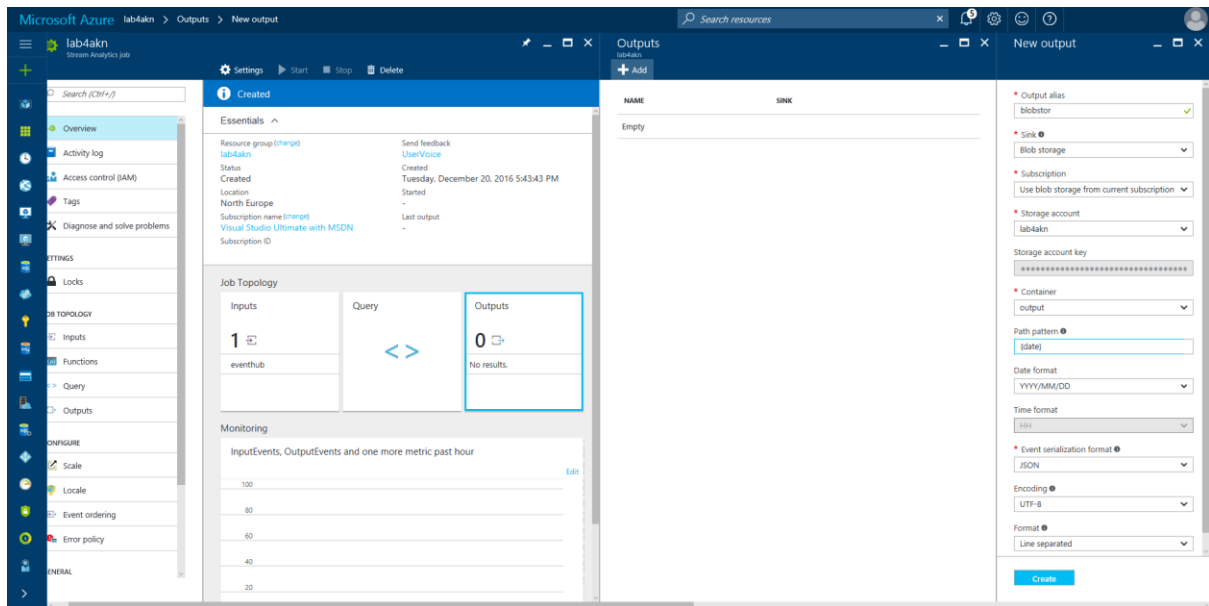 Microsoft Azure lab4akn > Outputs > New output
Search resources
5
lab4akn
Stream Analytics job
Settings Start Stop Delete
Search (Ctrl+/)
Overview
Activity log
Access control (IAM)
Tags
Diagnose and solve problems
ETTINGS
Locks
OB TOPOLOGY
Inputs
Functions
Query
Outputs
ONFIGURE
Scale
Locale
Event ordering
Error policy
ENERAL
Created
Essentials
Resource group (change)
lab4akn
Status
Created
Location
North Europe
Subscription name (change)
Visual Studio Ultimate with MSDN
Subscription ID
Send feedback
UserVoice
Created
Tuesday, December 20, 2016 5:43:43 PM
Started
-
Last output
-
Job Topology
Inputs
1
eventhub
Query
< >
Outputs
0
No results.
Monitoring
InputEvents, OutputEvents and one more metric past hour
Edit
100
80
60
40
20
Outputs
lab4akn
Add
NAME SINK
Empty
New output
* Output alias
blobstor
* Sink
Blob storage
* Subscription
Use blob storage from current subscription
* Storage account
lab4akn
Storage account key
* Container
output
Path pattern
{date}
Date format
YYYY/MM/DD
Time format
HH
* Event serialization format
JSON
Encoding
UTF-8
Format
Line separated
Create